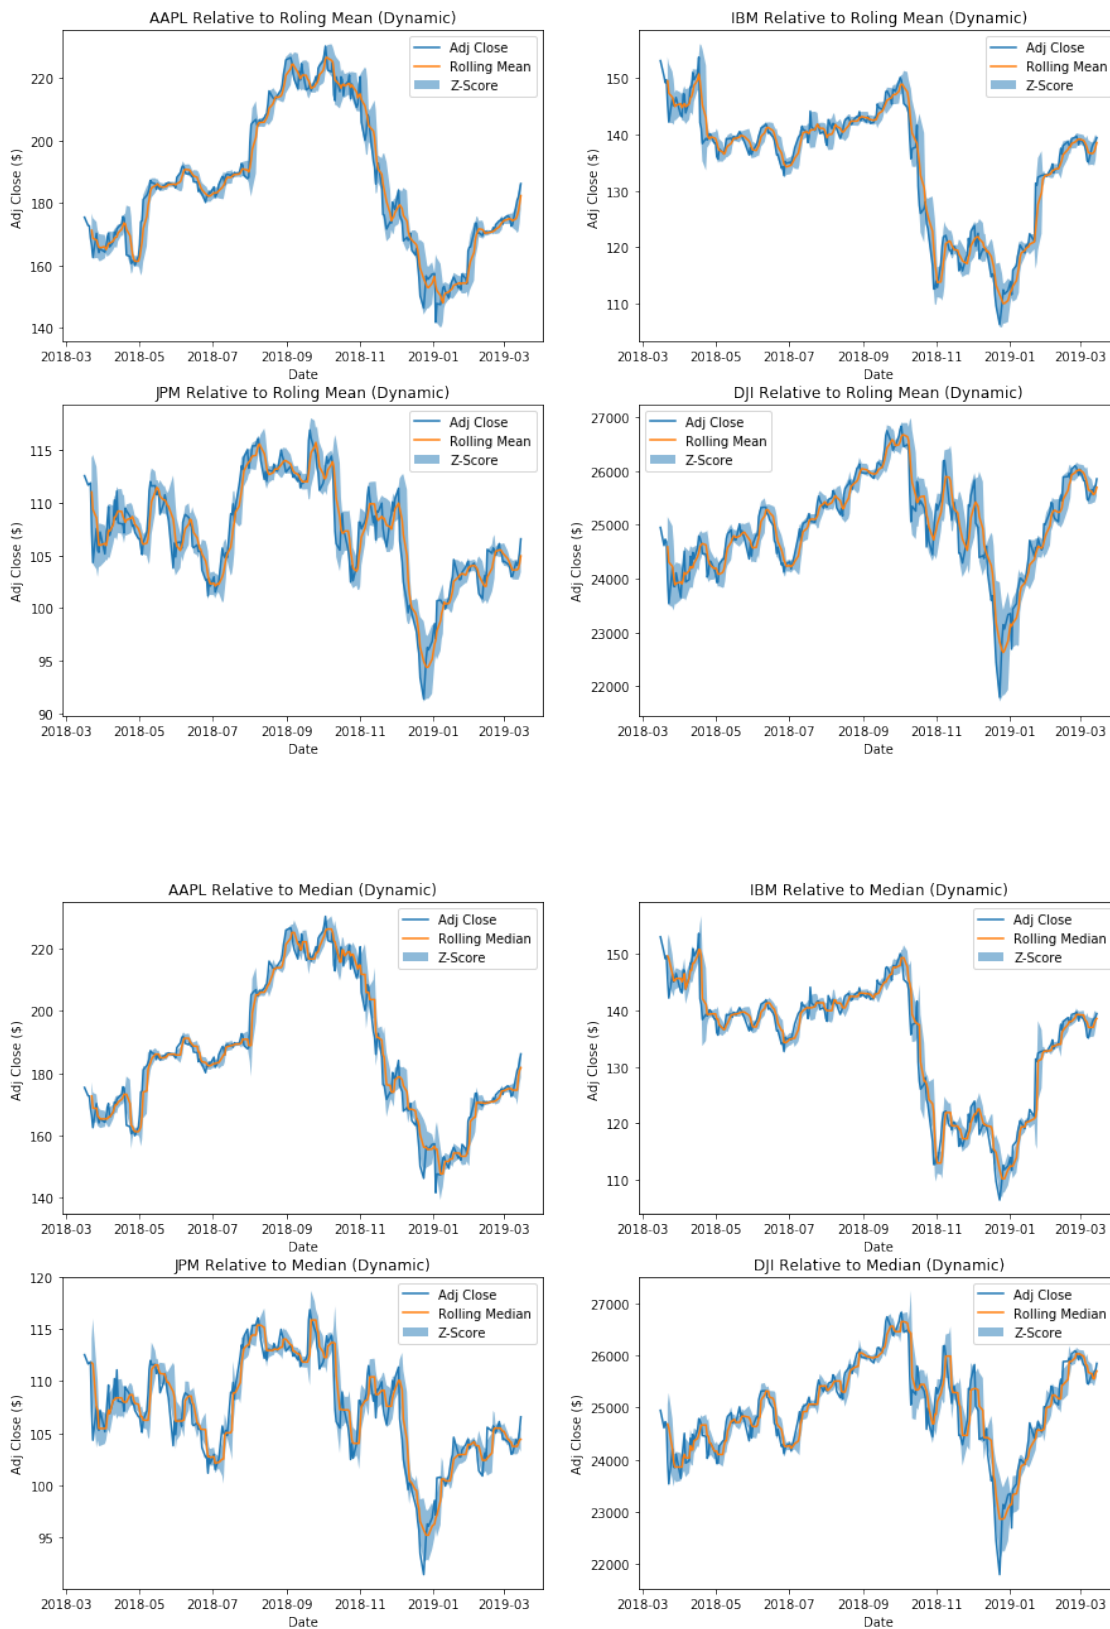 AAPL Relative to Roling Mean (Dynamic)
Adj Close
Rolling Mean
Z-Score
Adj Close ($)
220
200
180
160
140
2018-03 2018-05 2018-07 2018-09 2018-11 2019-01 2019-03
Date
IBM Relative to Roling Mean (Dynamic)
Adj Close
Rolling Mean
Z-Score
Adj Close ($)
150
140
130
120
110
2018-03 2018-05 2018-07 2018-09 2018-11 2019-01 2019-03
Date
JPM Relative to Roling Mean (Dynamic)
Adj Close
Rolling Mean
Z-Score
Adj Close ($)
115
110
105
100
95
90
2018-03 2018-05 2018-07 2018-09 2018-11 2019-01 2019-03
Date
DJI Relative to Roling Mean (Dynamic)
Adj Close
Rolling Mean
Z-Score
Adj Close ($)
27000
26000
25000
24000
23000
22000
2018-03 2018-05 2018-07 2018-09 2018-11 2019-01 2019-03
Date
AAPL Relative to Median (Dynamic)
Adj Close
Rolling Median
Z-Score
Adj Close ($)
220
200
180
160
140
2018-03 2018-05 2018-07 2018-09 2018-11 2019-01 2019-03
Date
IBM Relative to Median (Dynamic)
Adj Close
Rolling Median
Z-Score
Adj Close ($)
150
140
130
120
110
2018-03 2018-05 2018-07 2018-09 2018-11 2019-01 2019-03
Date
JPM Relative to Median (Dynamic)
Adj Close
Rolling Median
Z-Score
Adj Close ($)
120
115
110
105
100
95
2018-03 2018-05 2018-07 2018-09 2018-11 2019-01 2019-03
Date
DJI Relative to Median (Dynamic)
Adj Close
Rolling Median
Z-Score
Adj Close ($)
27000
26000
25000
24000
23000
22000
2018-03 2018-05 2018-07 2018-09 2018-11 2019-01 2019-03
Date